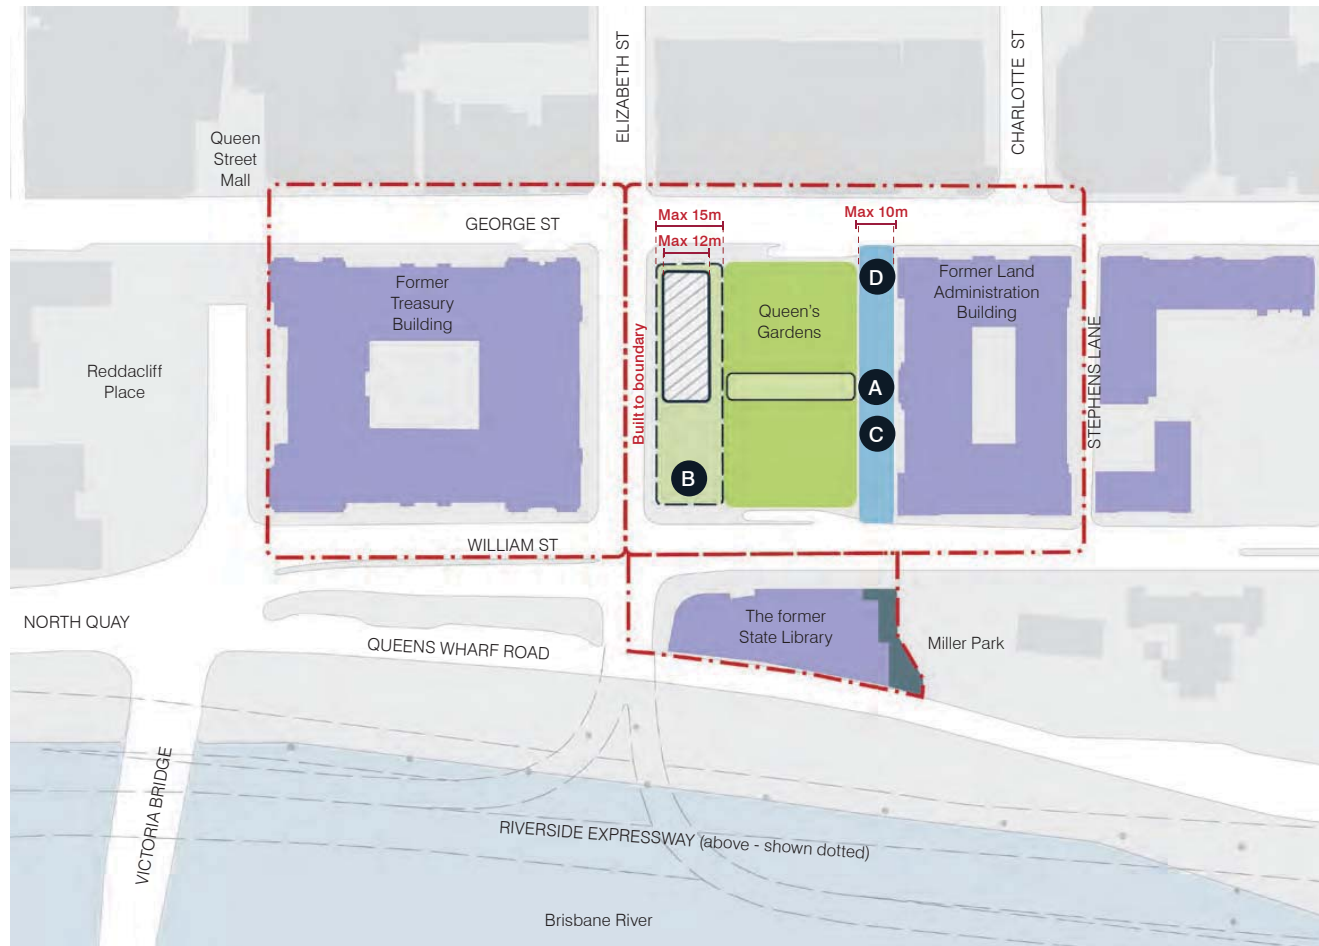 ELIZABETH ST
CHARLOTTE ST
Queen
Street
Mall
GEORGE ST
Max 15m
Max 12m
Max 10m
Former
Treasury
Building
Queen's
Gardens
D
Former Land
Administration
Building
Reddacliff
Place
Built to boundary
A
C
B
STEPHENS LANE
WILLIAM ST
NORTH QUAY
QUEENS WHARF ROAD
The former
State Library
Miller Park
VICTORIA BRIDGE
RIVERSIDE EXPRESSWAY (above - shown dotted)
Brisbane River